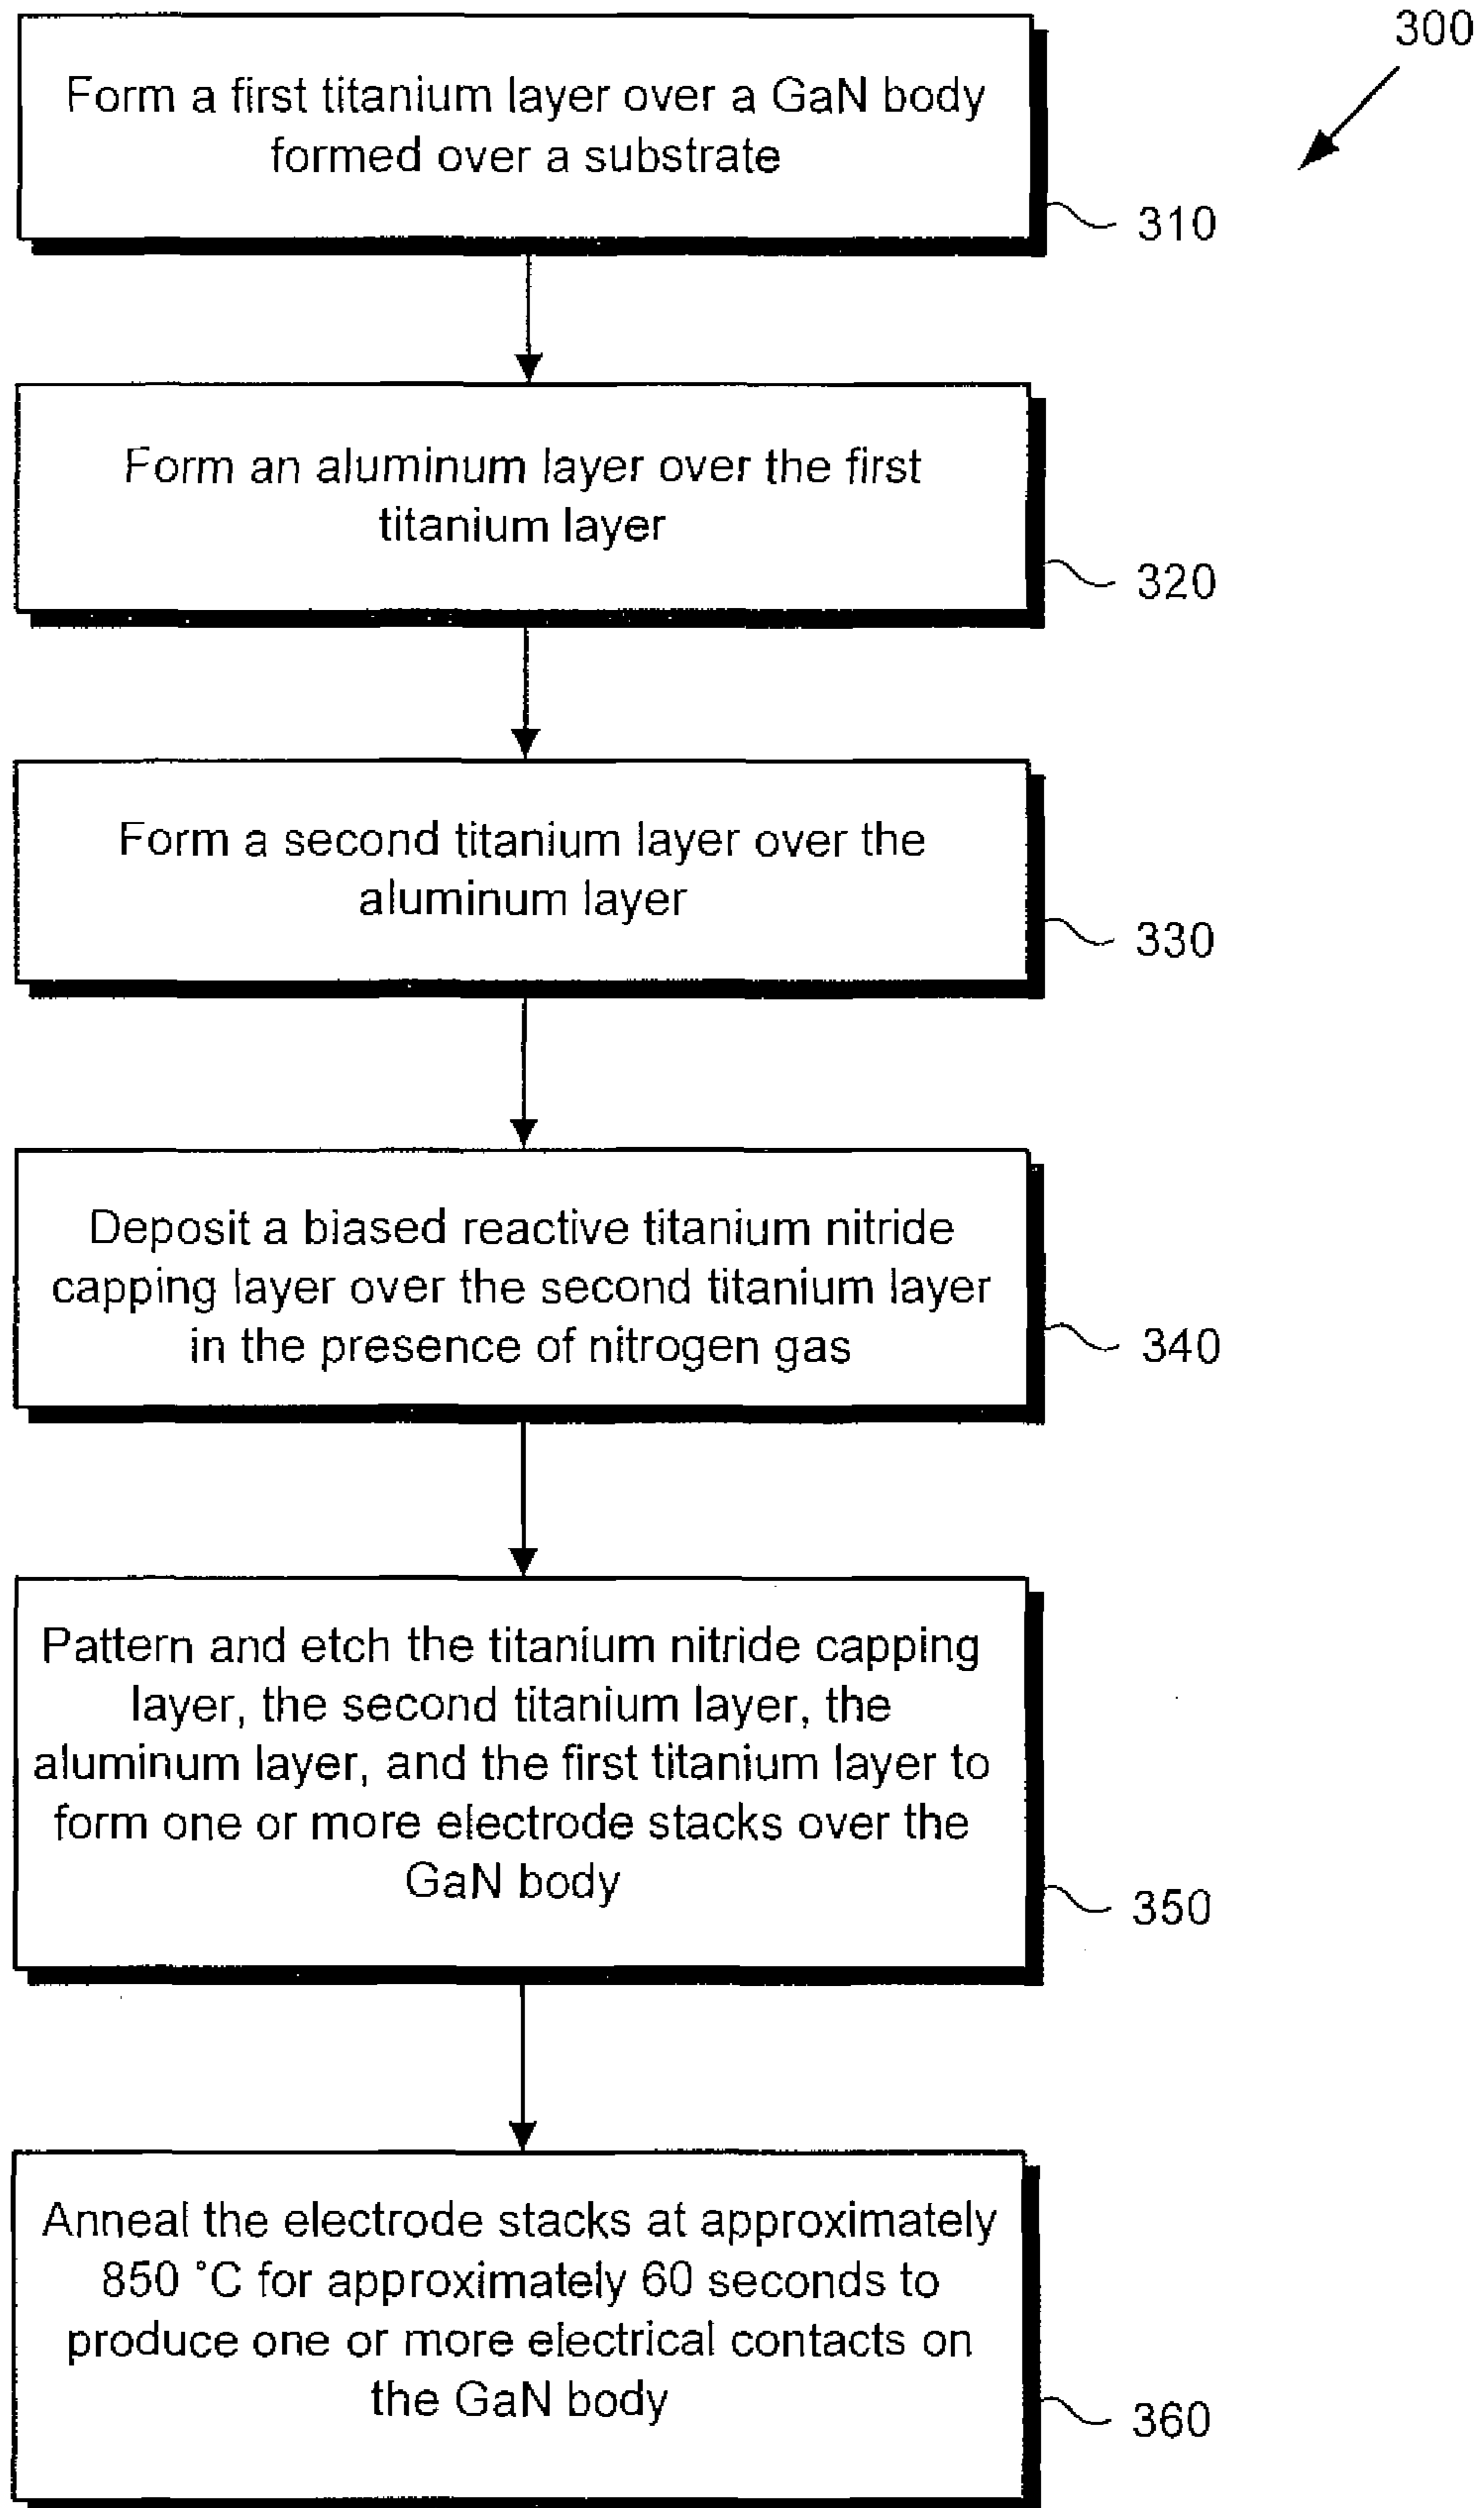 300
Form a first titanium layer over a GaN body
formed over a substrate
310
Form an aluminum layer over the first
titanium layer
320
Form a second titanium layer over the
aluminum layer
330
Deposit a biased reactive titanium nitride
capping layer over the second titanium layer
in the presence of nitrogen gas
340
Pattern and etch the titanium nitride capping
layer, the second titanium layer, the
aluminum layer, and the first titanium layer to
form one or more electrode stacks over the
GaN body
350
Anneal the electrode stacks at approximately
850 °C for approximately 60 seconds to
produce one or more electrical contacts on
the GaN body
360